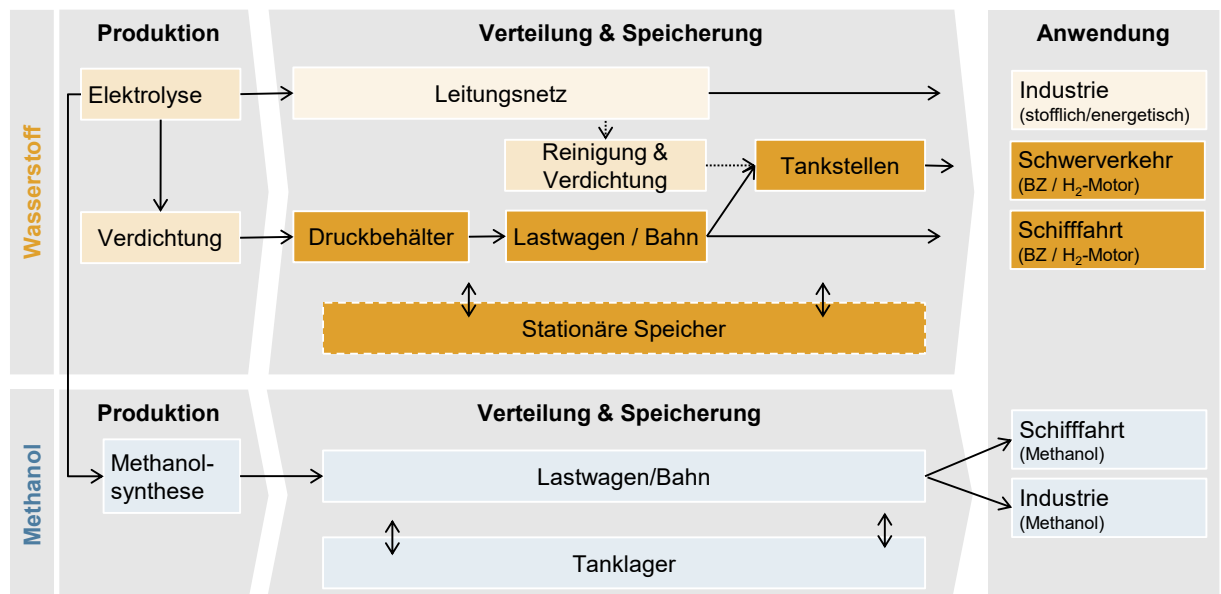 Wasserstoff
Produktion
Verteilung & Speicherung
Anwendung
Elektrolyse
Leitungsnetz
Industrie
(stofflich/energetisch)
Reinigung &
Verdichtung
Tankstellen
Schwerverkehr
(BZ / H₂-Motor)
Verdichtung
Druckbehälter
Lastwagen / Bahn
Schifffahrt
(BZ / H₂-Motor)
Stationäre Speicher
Methanol
Produktion
Verteilung & Speicherung
Methanol-
synthese
Lastwagen/Bahn
Schifffahrt
(Methanol)
Industrie
(Methanol)
Tanklager